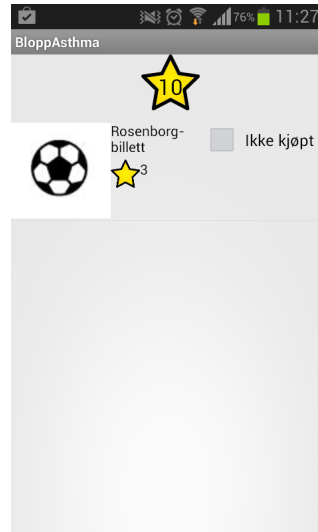 76% 11:27
BloppAsthma
10
Rosenborg-
billett
Ikke kjøpt
3